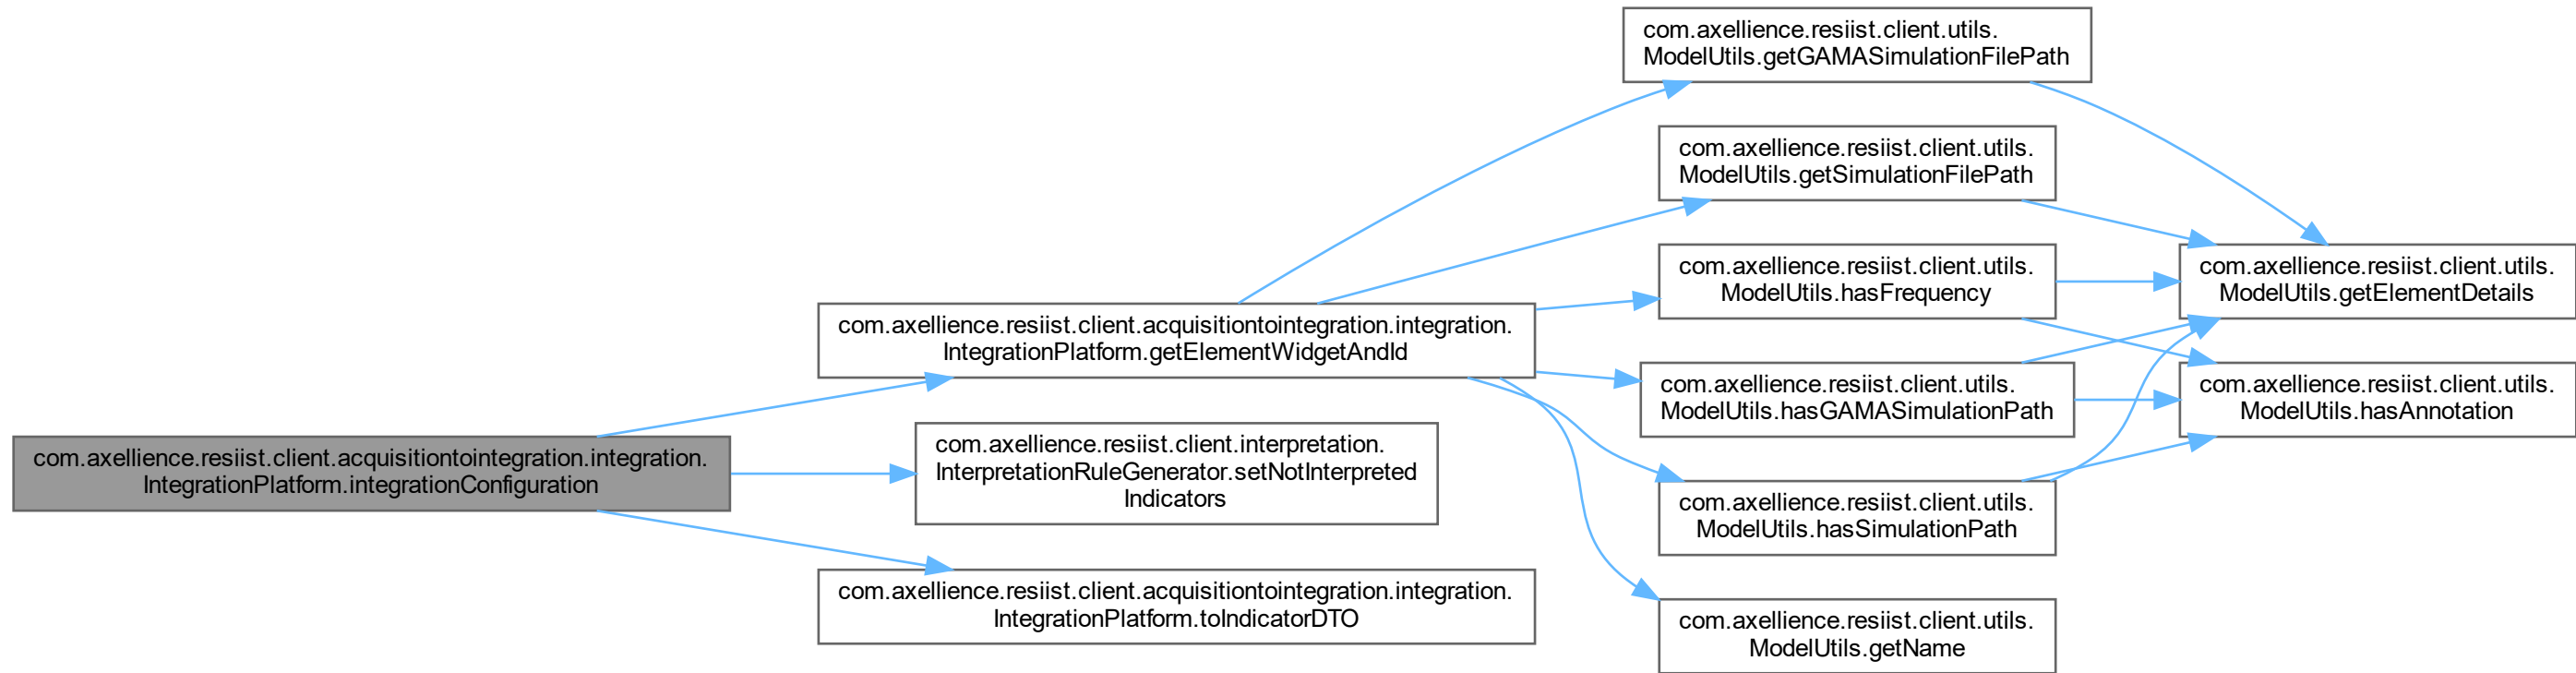 com.axellience.resiist.client.acquisitiontointegration.integration.
IntegrationPlatform.integrationConfiguration
com.axellience.resiist.client.acquisitiontointegration.integration.
IntegrationPlatform.getElementWidgetAndId
com.axellience.resiist.client.interpretation.
InterpretationRuleGenerator.setNotInterpreted
Indicators
com.axellience.resiist.client.acquisitiontointegration.integration.
IntegrationPlatform.toIndicatorDTO
com.axellience.resiist.client.utils.
ModelUtils.getGAMASimulationFilePath
com.axellience.resiist.client.utils.
ModelUtils.getSimulationFilePath
com.axellience.resiist.client.utils.
ModelUtils.hasFrequency
com.axellience.resiist.client.utils.
ModelUtils.hasGAMASimulationPath
com.axellience.resiist.client.utils.
ModelUtils.hasSimulationPath
com.axellience.resiist.client.utils.
ModelUtils.getName
com.axellience.resiist.client.utils.
ModelUtils.getElementDetails
com.axellience.resiist.client.utils.
ModelUtils.hasAnnotation